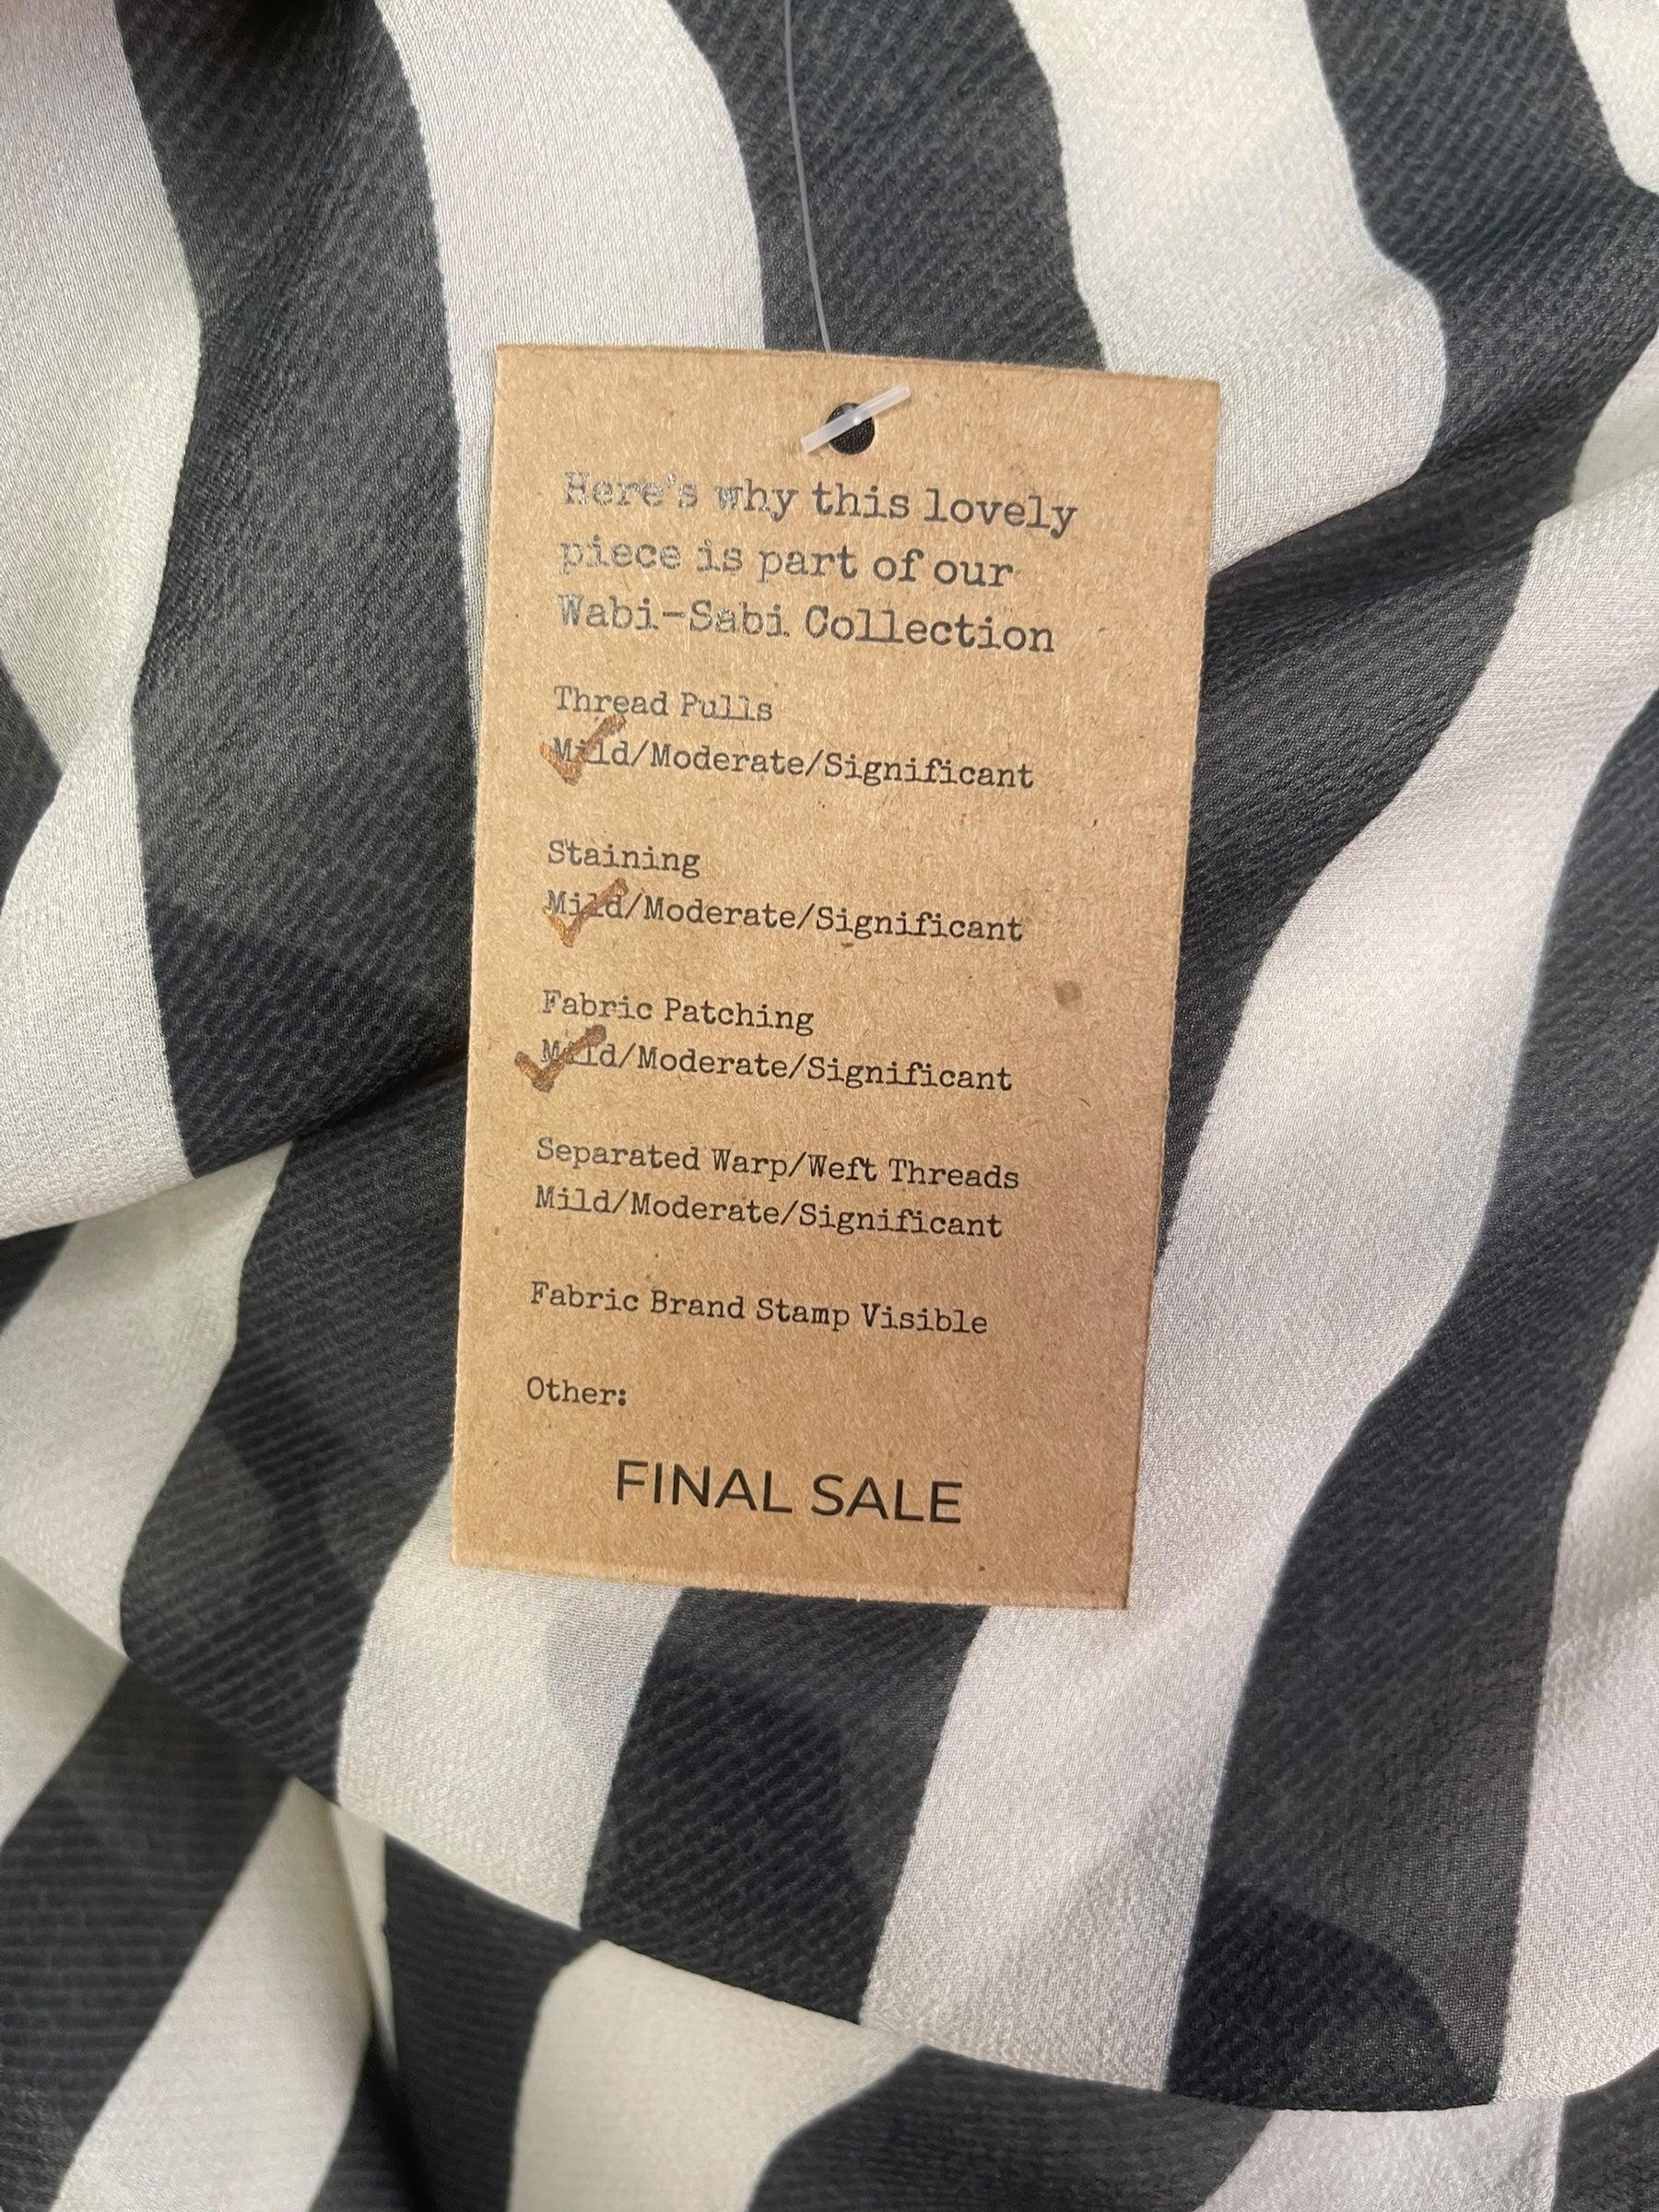 Here's why this lovely
piece is part of our
Wabi-Sabi Collection
Thread Pulls
Mild/Moderate/Significant
Staining
Mild/Moderate/Significant
Fabric Patching
Mild/Moderate/Significant
Separated Warp/Weft Threads
Mild/Moderate/Significant
Fabric Brand Stamp Visible
Other:
FINAL SALE